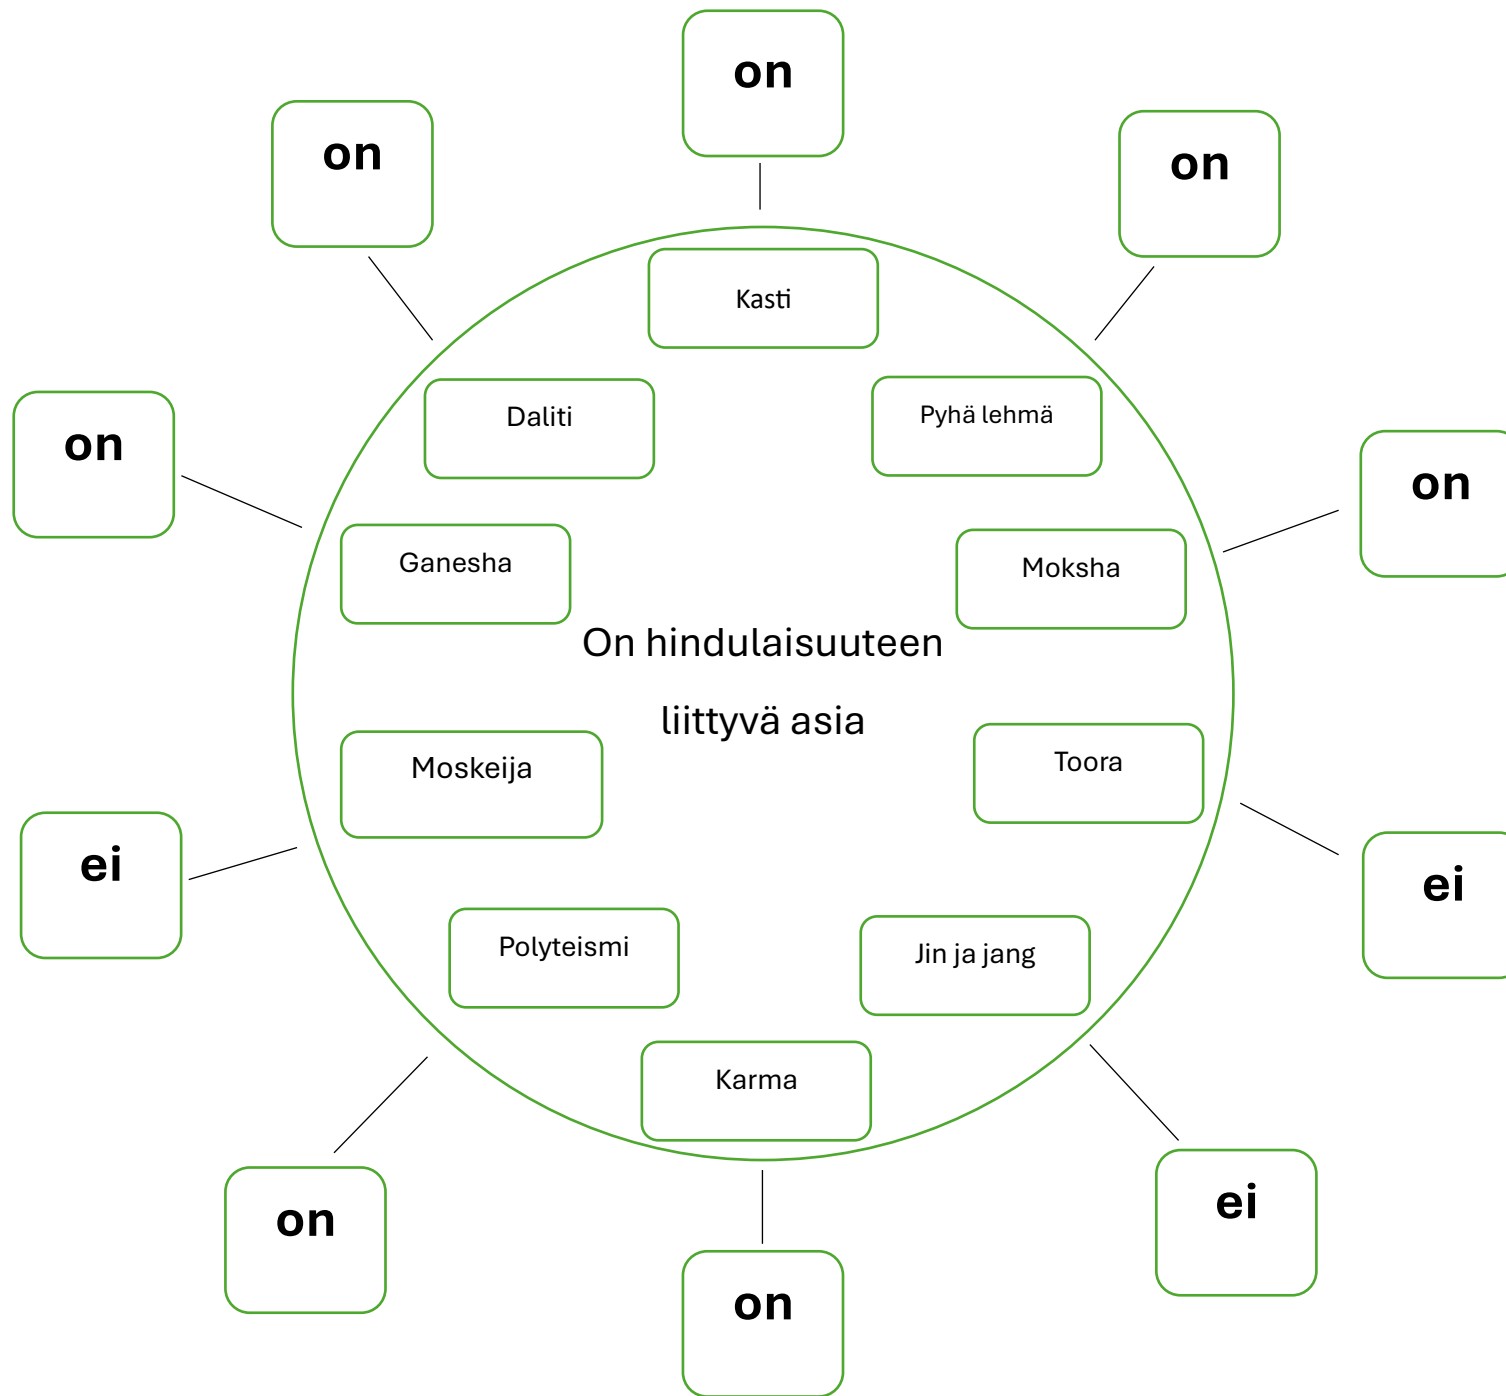 on
on
on
Kasti
Daliti
Pyhä lehmä
on
on
Ganesha
Moksha
On hindulaisuuteen
liittyvä asia
Moskeija
Toora
ei
ei
Polyteismi
Jin ja jang
Karma
on
ei
on